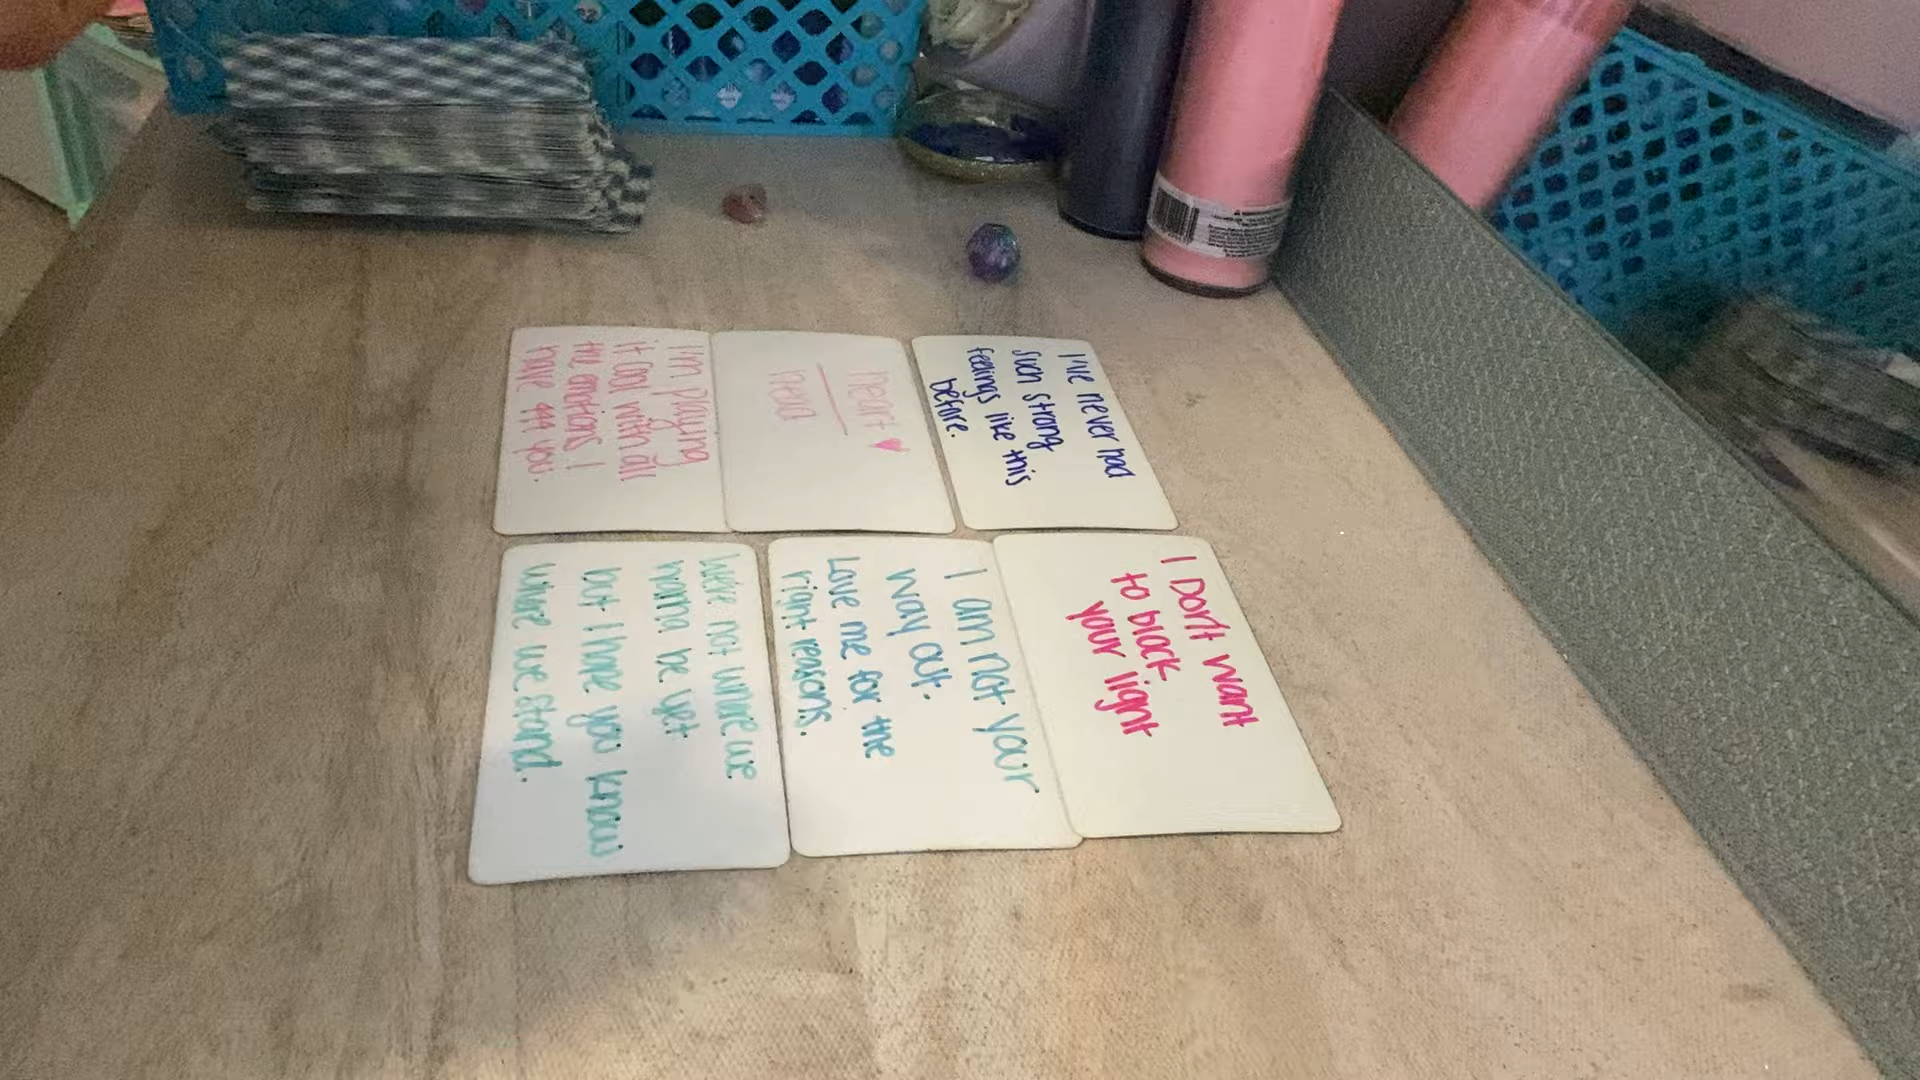 I've never had
such strong
feelings like this
before.
heart ♥
head
I'm playing
it cool with all
the emotions I
have 44 you.
I Don't want
to block
your light
I am not your
way out.
Love me for the
right reasons.
We're not where we
wanna be yet
but I hope you know
where we stand.